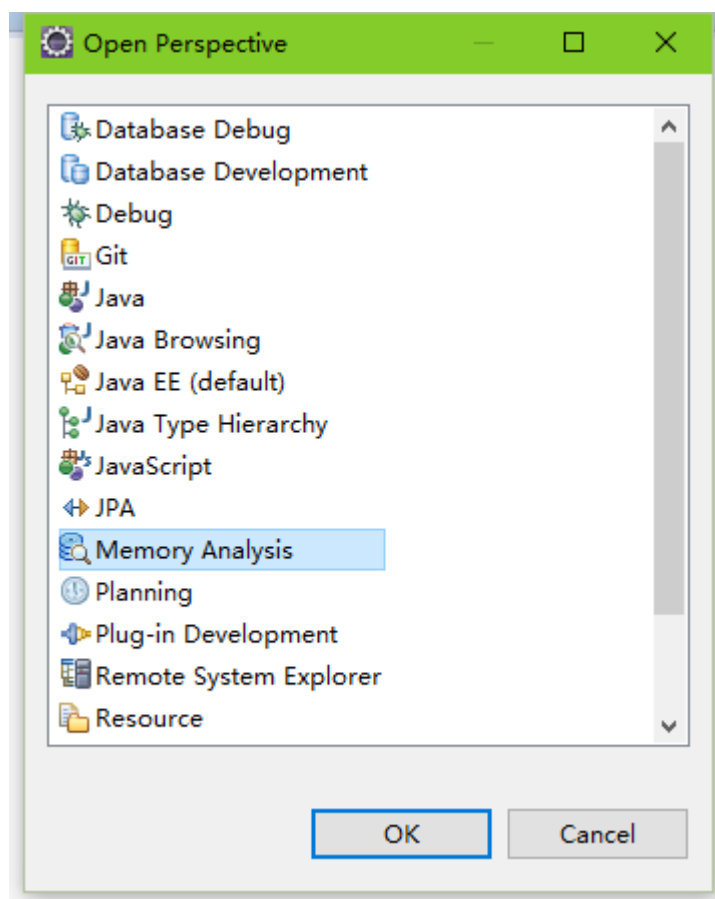 Open Perspective
Database Debug
Database Development
Debug
GIT Git
Java
Java Browsing
Java EE (default)
Java Type Hierarchy
JavaScript
JPA
Memory Analysis
Planning
Plug-in Development
Remote System Explorer
Resource
OK Cancel